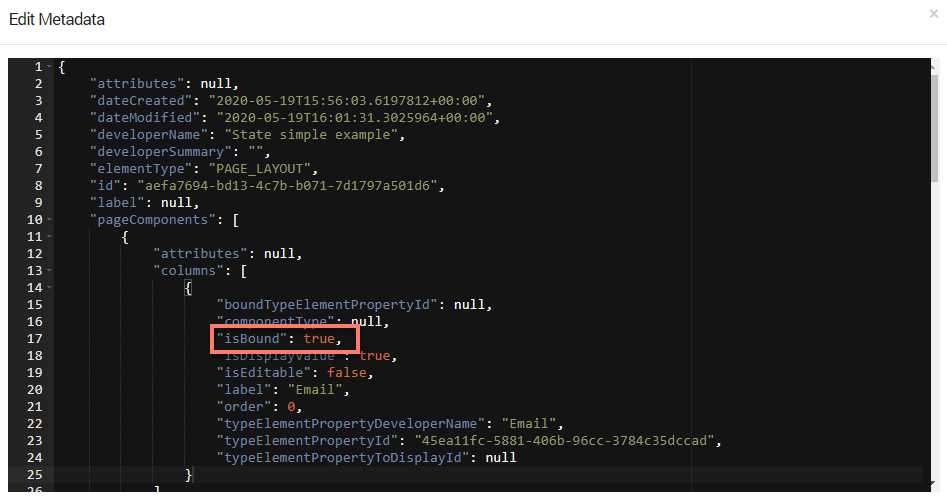 Edit Metadata
×
1 {
2 "attributes": null,
3 "dateCreated": "2020-05-19T15:56:03.6197812+00:00",
4 "dateModified": "2020-05-19T16:01:31.3025964+00:00",
5 "developerName": "State simple example",
6 "developerSummary": "",
7 "elementType": "PAGE_LAYOUT",
8 "id": "aefa7694-bd13-4c7b-b071-7d1797a501d6",
9 "label": null,
10 "pageComponents": [
11 {
12 "attributes": null,
13 "columns": [
14 {
15 "boundTypeElementPropertyId": null,
16 "componentType": null,
17 "isBound": true,
18 "isDisplayValue": true,
19 "isEditable": false,
20 "label": "Email",
21 "order": 0,
22 "typeElementPropertyDeveloperName": "Email",
23 "typeElementPropertyId": "45ea11fc-5881-406b-96cc-3784c35dccad",
24 "typeElementPropertyToDisplayId": null
25 }
26 ]